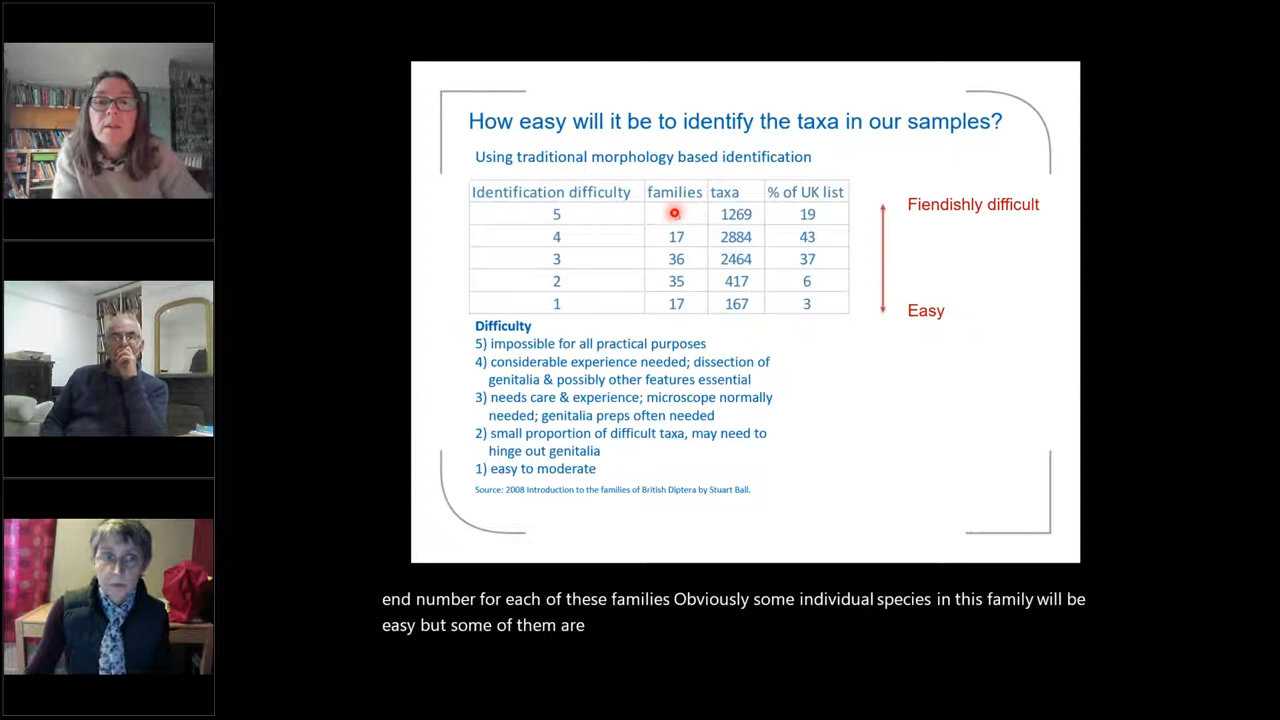 How easy will it be to identify the taxa in our samples?
Using traditional morphology based identification
Identification difficulty families taxa % of UK list
5 1269 19
4 17 2884 43
3 36 2464 37
2 35 417 6
1 17 167 3
Fiendishly difficult
Easy
Difficulty
5) impossible for all practical purposes
4) considerable experience needed; dissection of
genitalia & possibly other features essential
3) needs care & experience; microscope normally
needed; genitalia preps often needed
2) small proportion of difficult taxa, may need to
hinge out genitalia
1) easy to moderate
Source: 2008 Introduction to the families of British Diptera by Stuart Ball.
end number for each of these families Obviously some individual species in this family will be
easy but some of them are